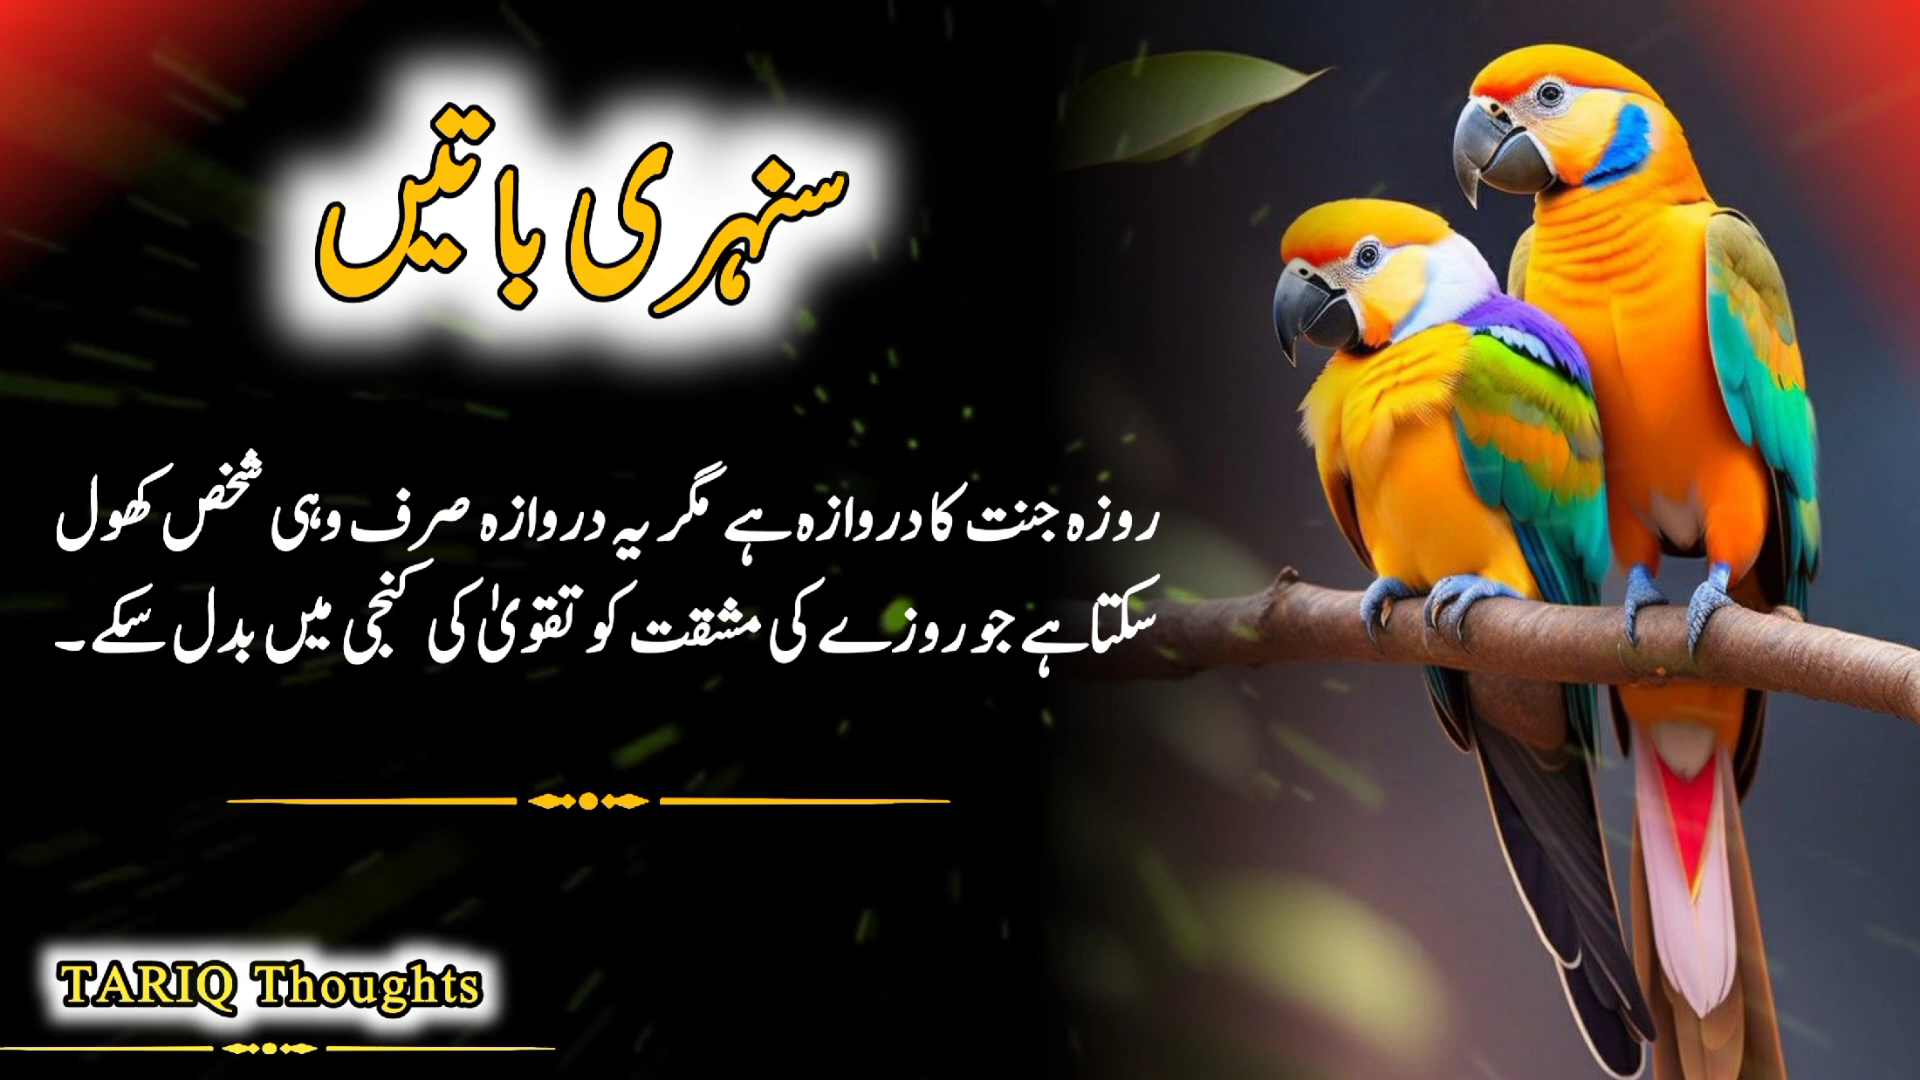 سنہری باتیں
روزہ جنت کا دروازہ ہے مگر یہ دروازہ صرف وہی شخص کھول
سکتا ہے جو روزے کی مشقت کو تقویٰ کی کنجی میں بدل سکے۔
TARIQ Thoughts